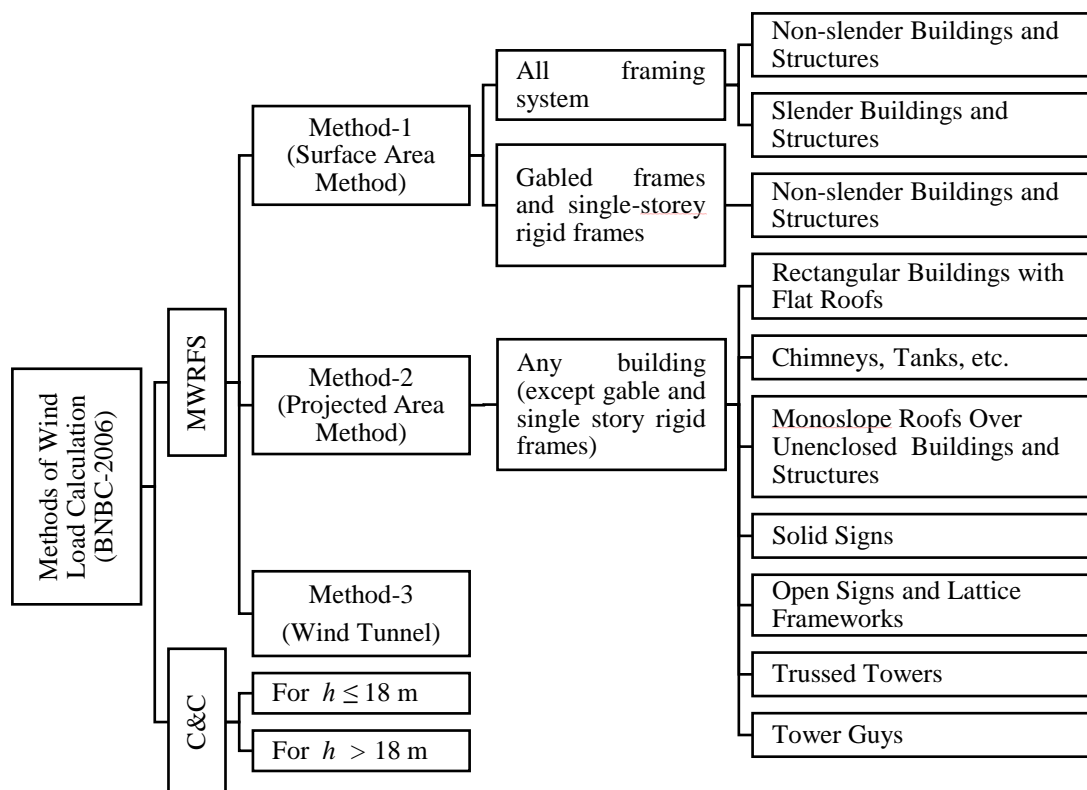 Methods of Wind
Load Calculation
(BNBC-2006)
MWRFS
C&C
Method-1
(Surface Area
Method)
Method-2
(Projected Area
Method)
Method-3
(Wind Tunnel)
For h ≤ 18 m
For h > 18 m
All framing
system
Gabled frames
and single-storey
rigid frames
Any building
(except gable and
single story rigid
frames)
Non-slender Buildings and
Structures
Slender Buildings and
Structures
Non-slender Buildings and
Structures
Rectangular Buildings with
Flat Roofs
Chimneys, Tanks, etc.
Monoslope Roofs Over
Unenclosed Buildings and
Structures
Solid Signs
Open Signs and Lattice
Frameworks
Trussed Towers
Tower Guys